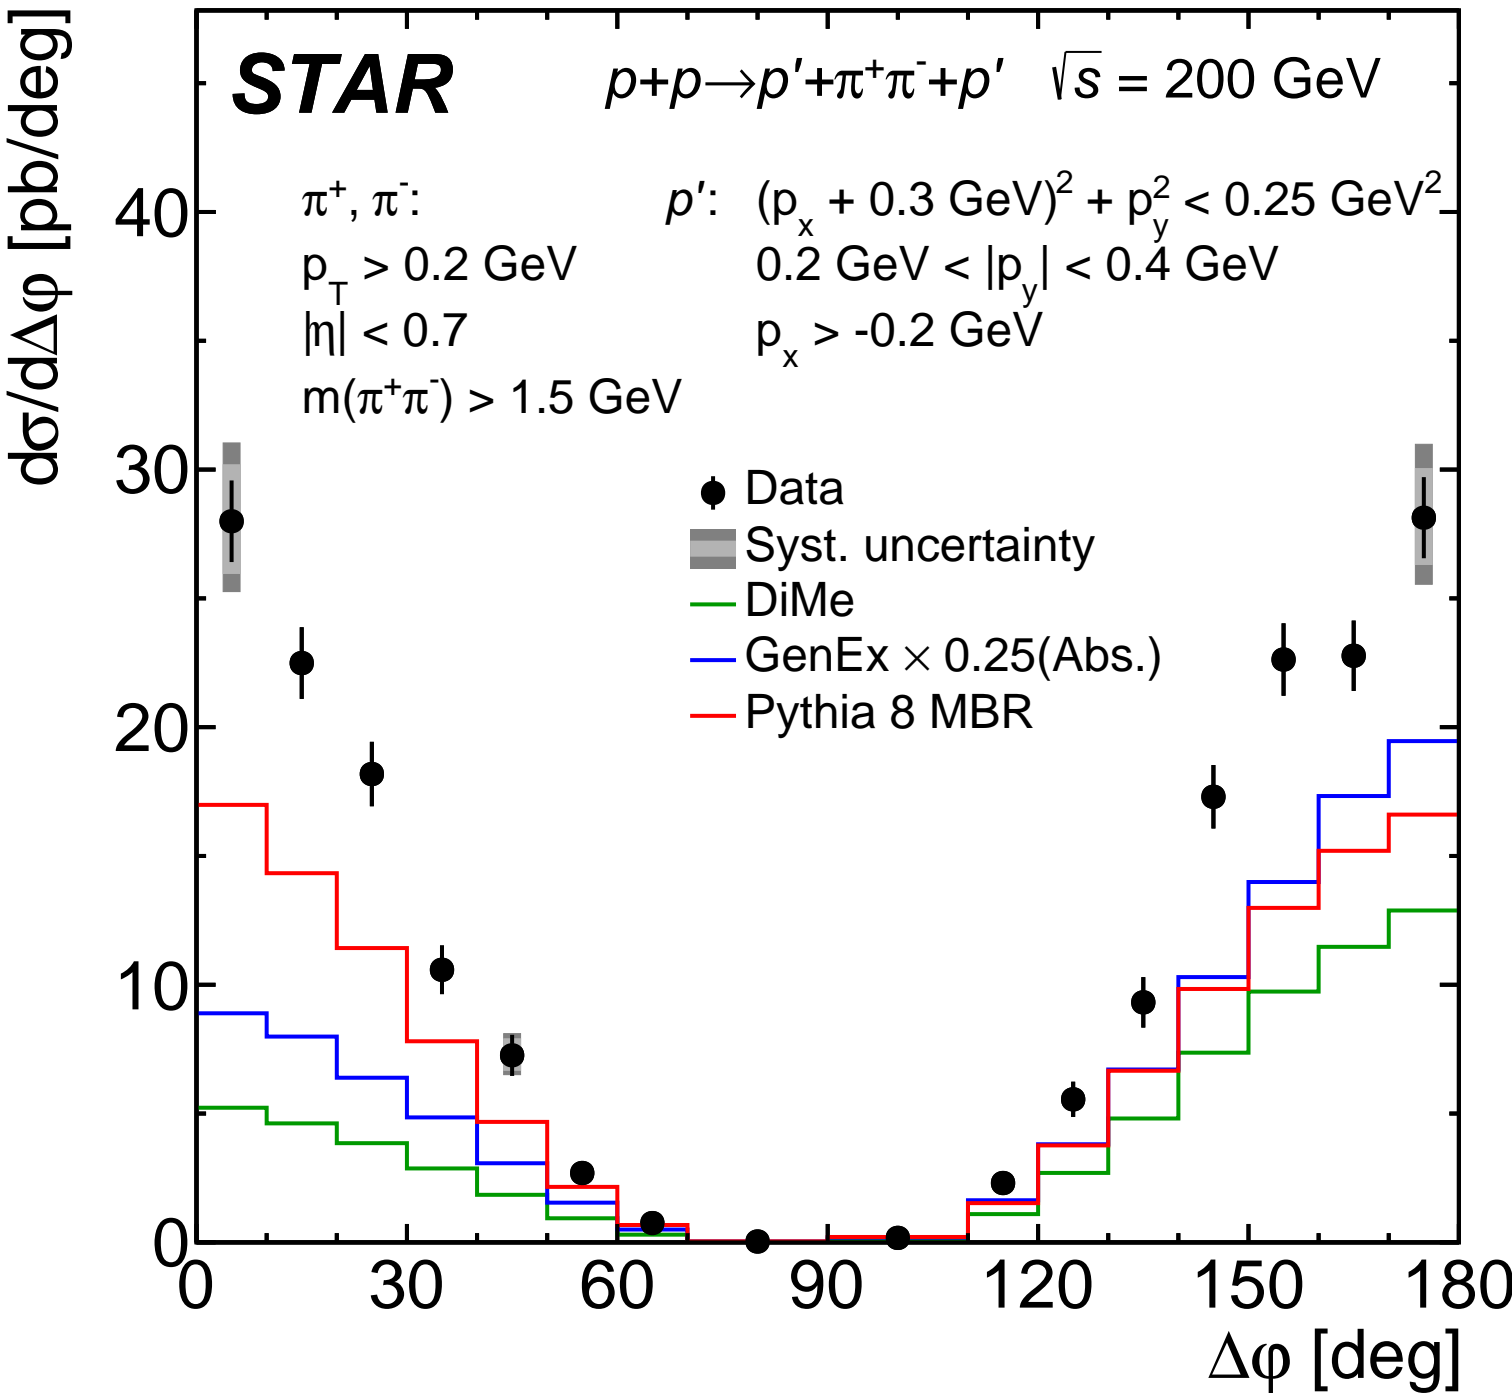 dσ/dΔφ [pb/deg]
STAR p+p→p′+π⁺π⁻+p′ √s = 200 GeV
π⁺, π⁻: p′: (pₓ + 0.3 GeV)² + p_y² < 0.25 GeV²
p_T > 0.2 GeV 0.2 GeV < |p_y| < 0.4 GeV
|η| < 0.7 pₓ > -0.2 GeV
m(π⁺π⁻) > 1.5 GeV
Data
Syst. uncertainty
DiMe
GenEx × 0.25(Abs.)
Pythia 8 MBR
40
30
20
10
0
0 30 60 90 120 150 180
Δφ [deg]